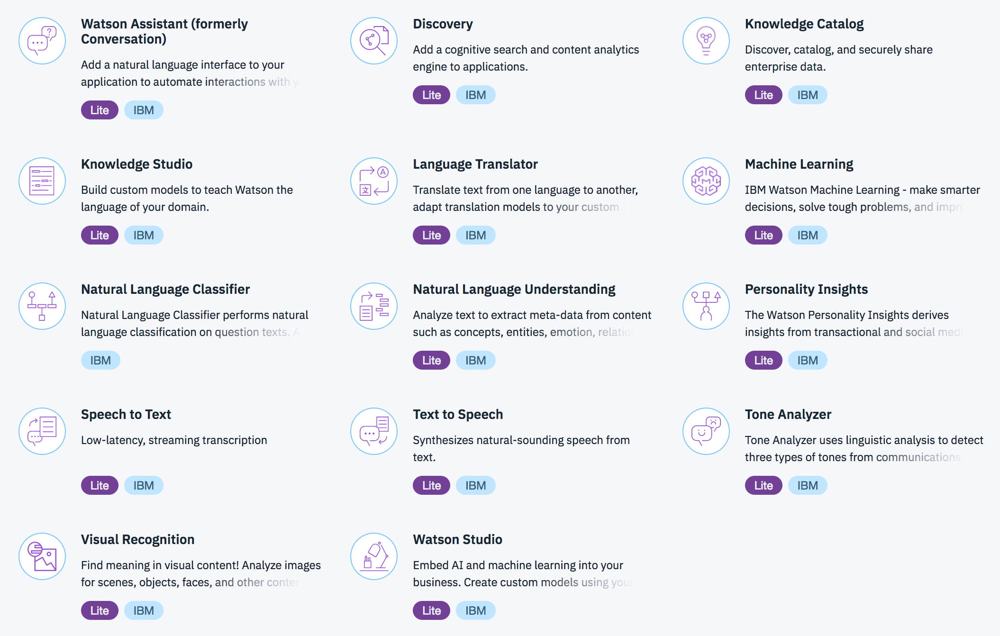 Watson Assistant (formerly
Conversation)
Add a natural language interface to your
application to automate interactions with
Lite IBM
Discovery
Add a cognitive search and content analytics
engine to applications.
Lite IBM
Knowledge Catalog
Discover, catalog, and securely share
enterprise data.
Lite IBM
Knowledge Studio
Build custom models to teach Watson the
language of your domain.
Lite IBM
Language Translator
Translate text from one language to another,
adapt translation models to your custom
Lite IBM
Machine Learning
IBM Watson Machine Learning - make smarter
decisions, solve tough problems, and impro
Lite IBM
Natural Language Classifier
Natural Language Classifier performs natural
language classification on question texts. A
IBM
Natural Language Understanding
Analyze text to extract meta-data from content
such as concepts, entities, emotion, relatio
Lite IBM
Personality Insights
The Watson Personality Insights derives
insights from transactional and social medi
Lite IBM
Speech to Text
Low-latency, streaming transcription
Lite IBM
Text to Speech
Synthesizes natural-sounding speech from
text.
Lite IBM
Tone Analyzer
Tone Analyzer uses linguistic analysis to detect
three types of tones from communications:
Lite IBM
Visual Recognition
Find meaning in visual content! Analyze images
for scenes, objects, faces, and other conten
Lite IBM
Watson Studio
Embed AI and machine learning into your
business. Create custom models using your
Lite IBM